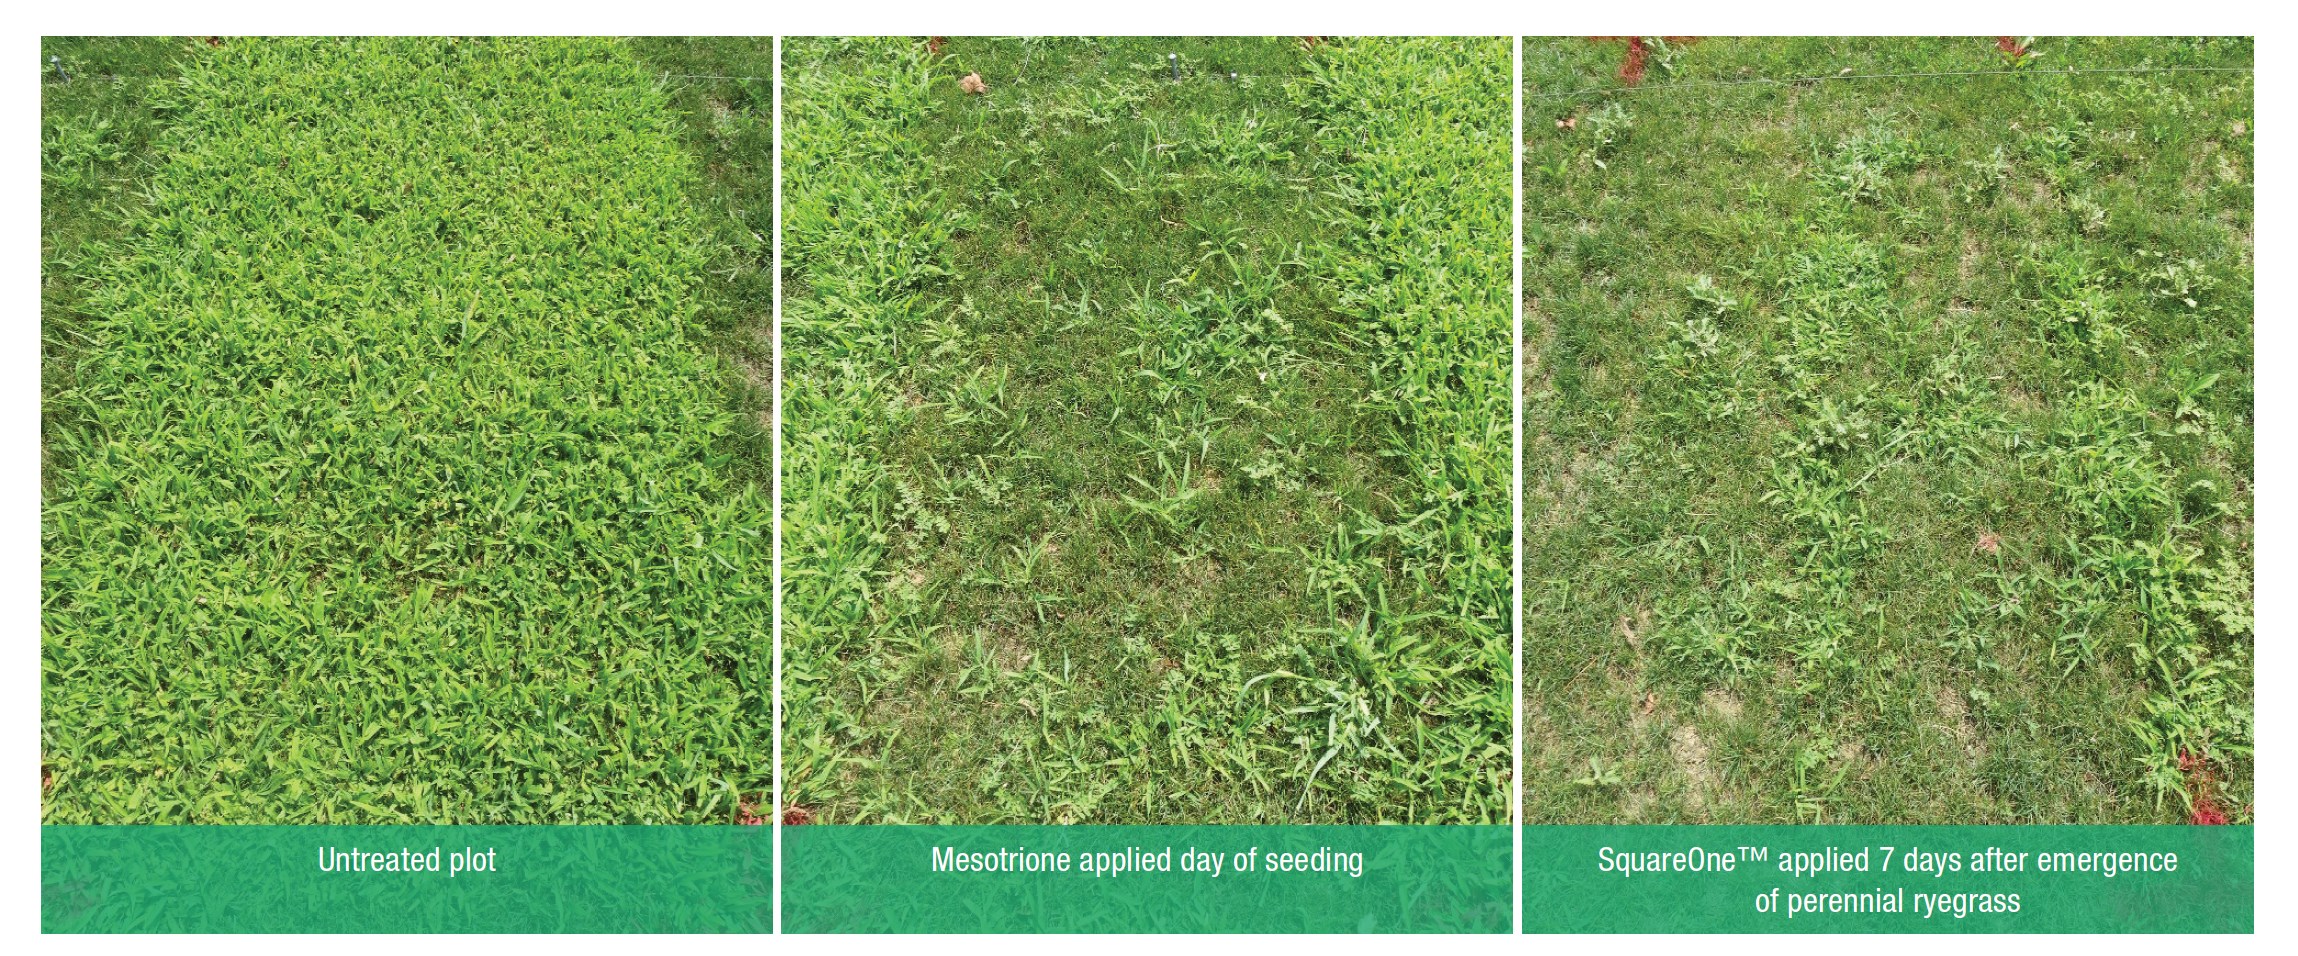 Untreated plot
Mesotrione applied day of seeding
SquareOne™ applied 7 days after emergence
of perennial ryegrass